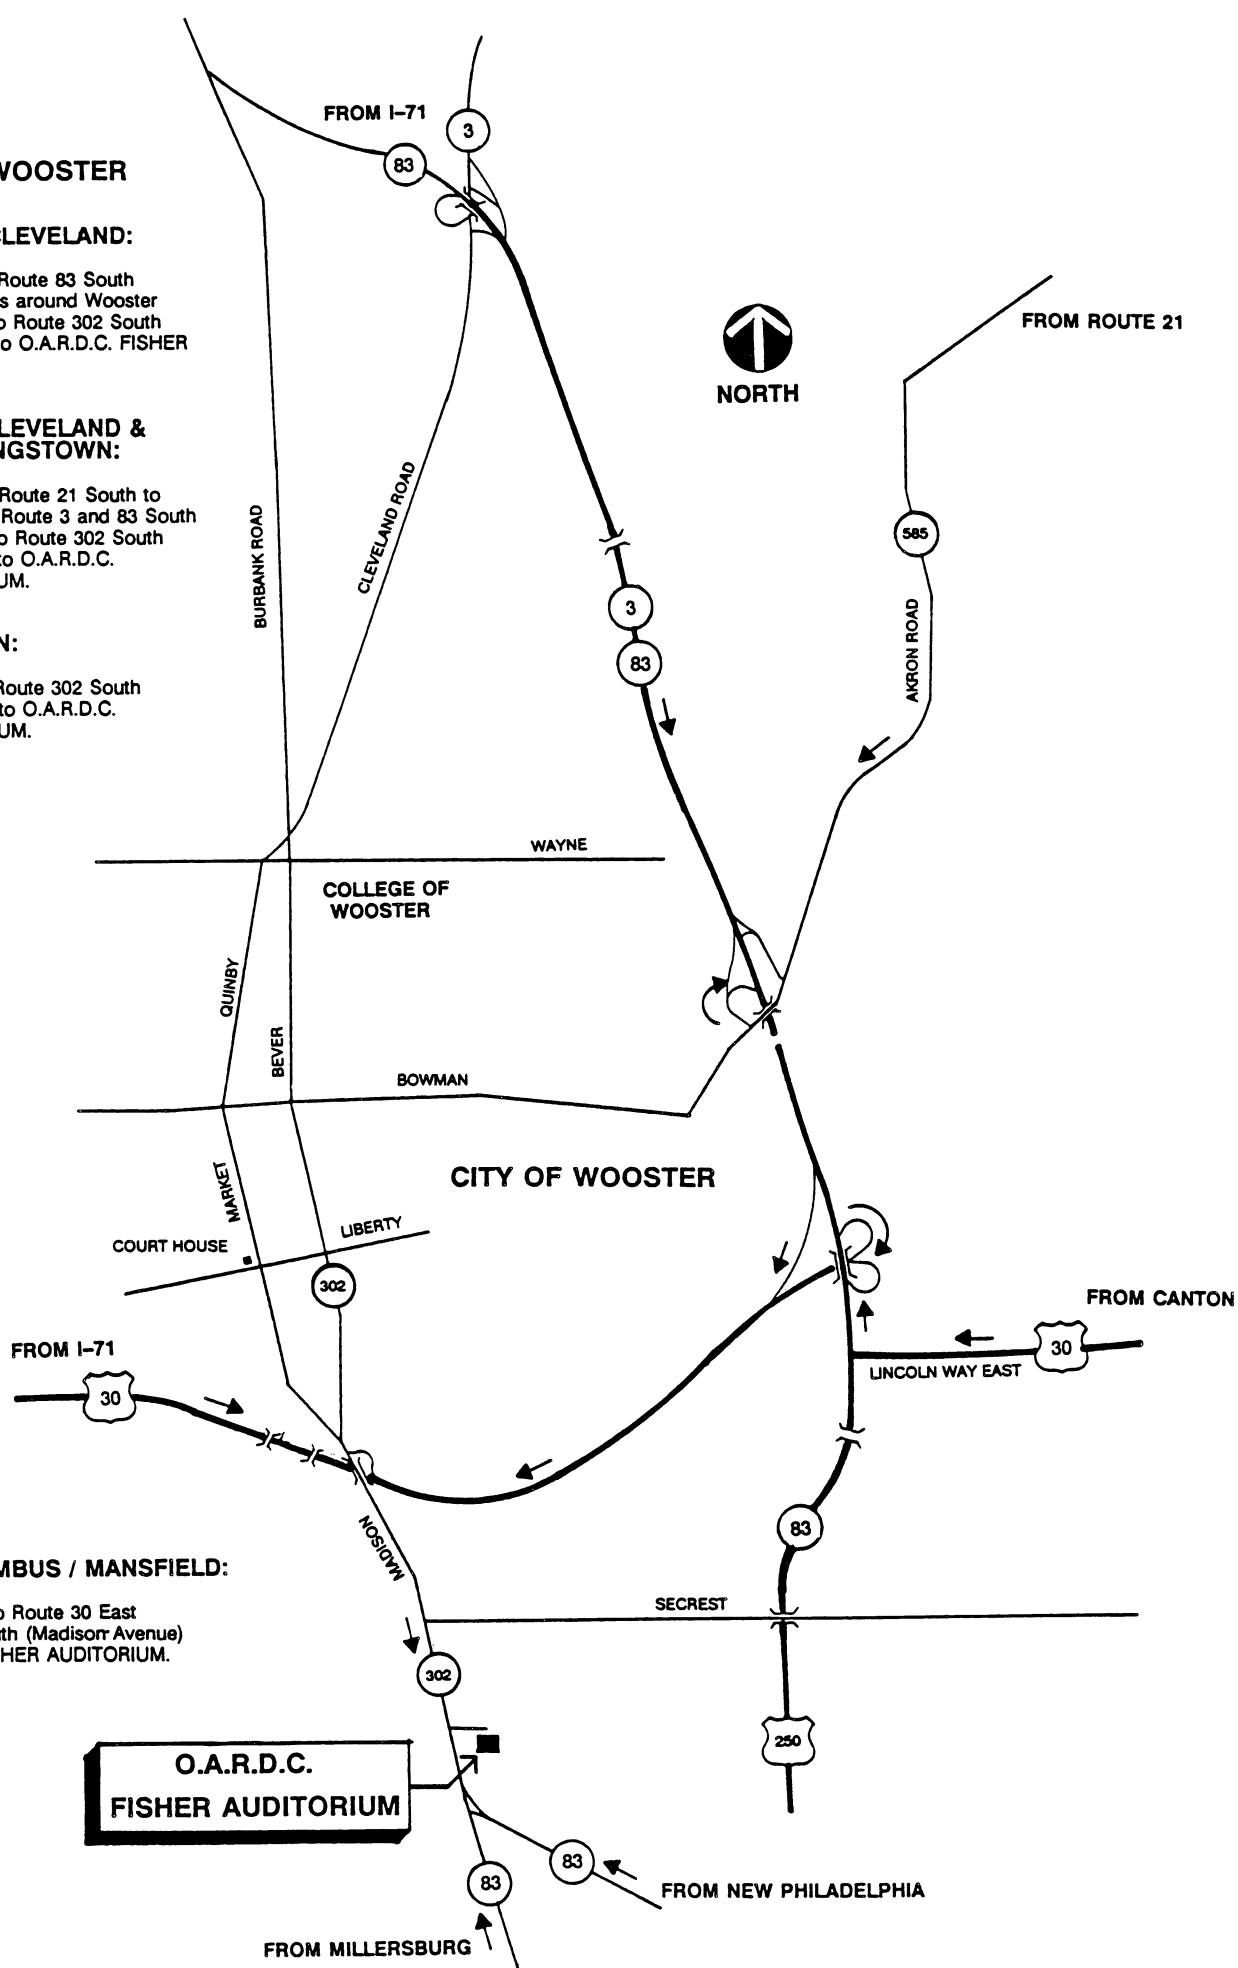 FROM I-71
3
83
WOOSTER
CLEVELAND:
Route 83 South
s around Wooster
o Route 302 South
o O.A.R.D.C. FISHER
FROM ROUTE 21
NORTH
LEVELAND &
NGSTOWN:
Route 21 South to
Route 3 and 83 South
o Route 302 South
to O.A.R.D.C.
UM.
BURBANK ROAD
CLEVELAND ROAD
585
3
83
AKRON ROAD
N:
Route 302 South
to O.A.R.D.C.
UM.
WAYNE
COLLEGE OF
WOOSTER
QUINBY
BEVER
BOWMAN
CITY OF WOOSTER
MARKET
LIBERTY
COURT HOUSE
302
FROM CANTON
FROM I-71
30
30
LINCOLN WAY EAST
83
MADISON
MBUS / MANSFIELD:
o Route 30 East
uth (Madison Avenue)
HER AUDITORIUM.
SECREST
302
250
O.A.R.D.C.
FISHER AUDITORIUM
83
83
FROM NEW PHILADELPHIA
FROM MILLERSBURG